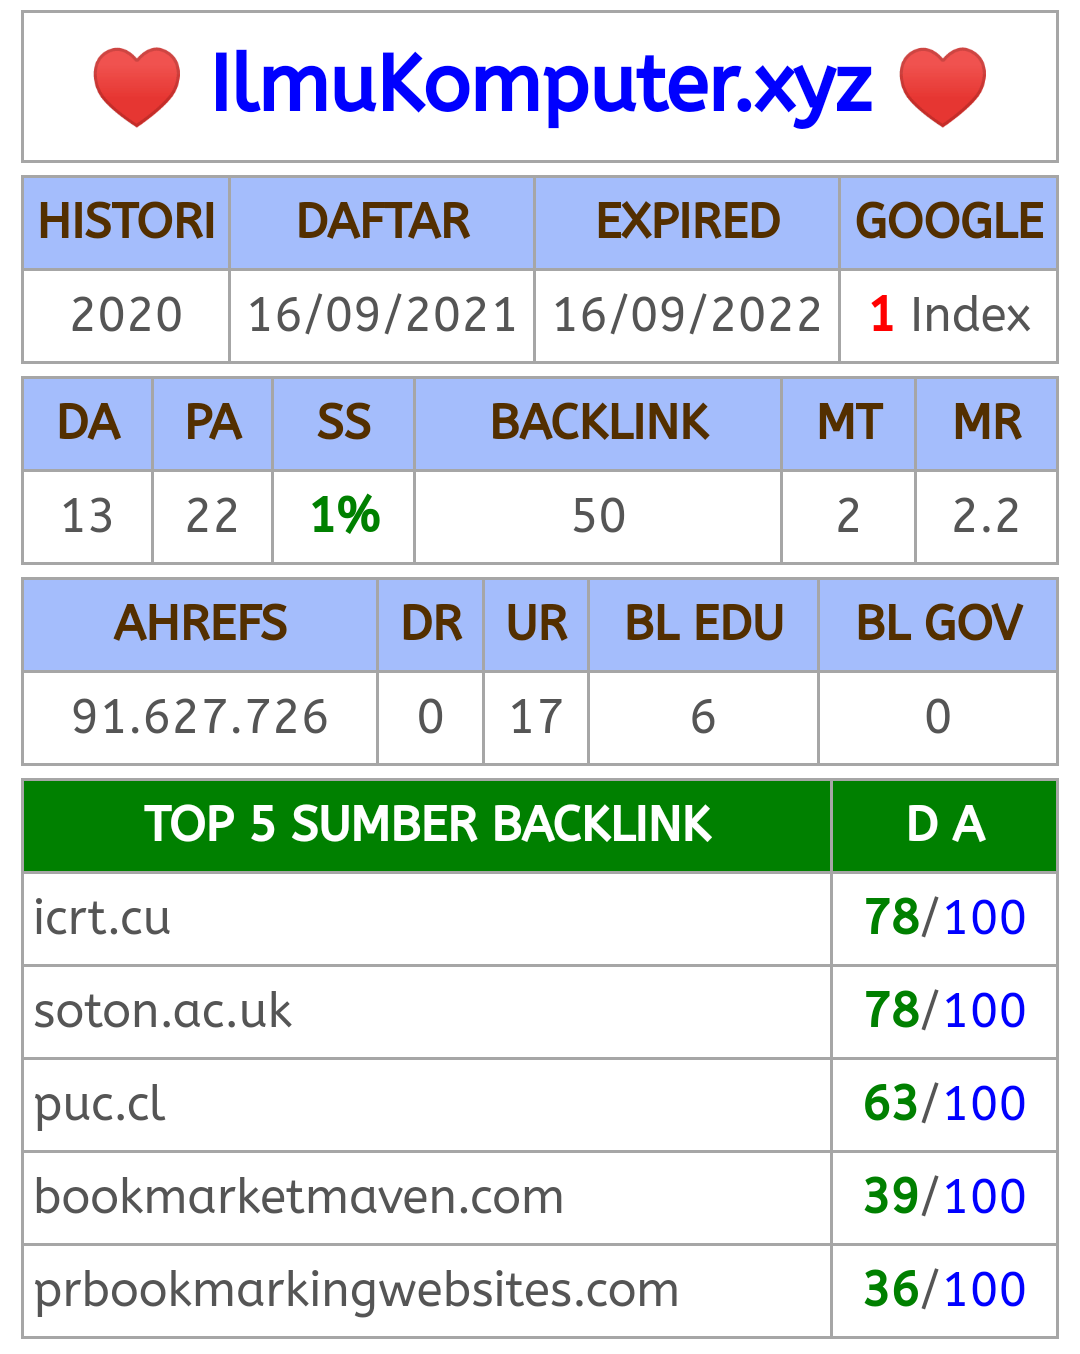 IlmuKomputer.xyz
HISTORI DAFTAR EXPIRED GOOGLE
2020 16/09/2021 16/09/2022 1 Index
DA PA SS BACKLINK MT MR
13 22 1% 50 2 2.2
AHREFS DR UR BL EDU BL GOV
91.627.726 0 17 6 0
TOP 5 SUMBER BACKLINK D A
icrt.cu 78/100
soton.ac.uk 78/100
puc.cl 63/100
bookmarketmaven.com 39/100
prbookmarkingwebsites.com 36/100